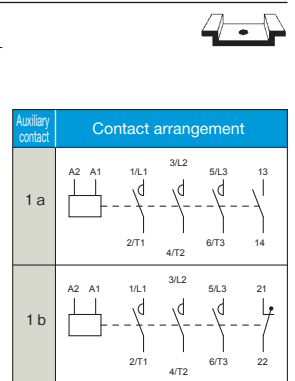 Auxiliary
contact
Contact arrangement
1 a
3/L2
A2 A1 1/L1 5/L3 13
2/T1 6/T3 14
4/T2
1 b
3/L2
A2 A1 1/L1 5/L3 21
2/T1 6/T3 22
4/T2